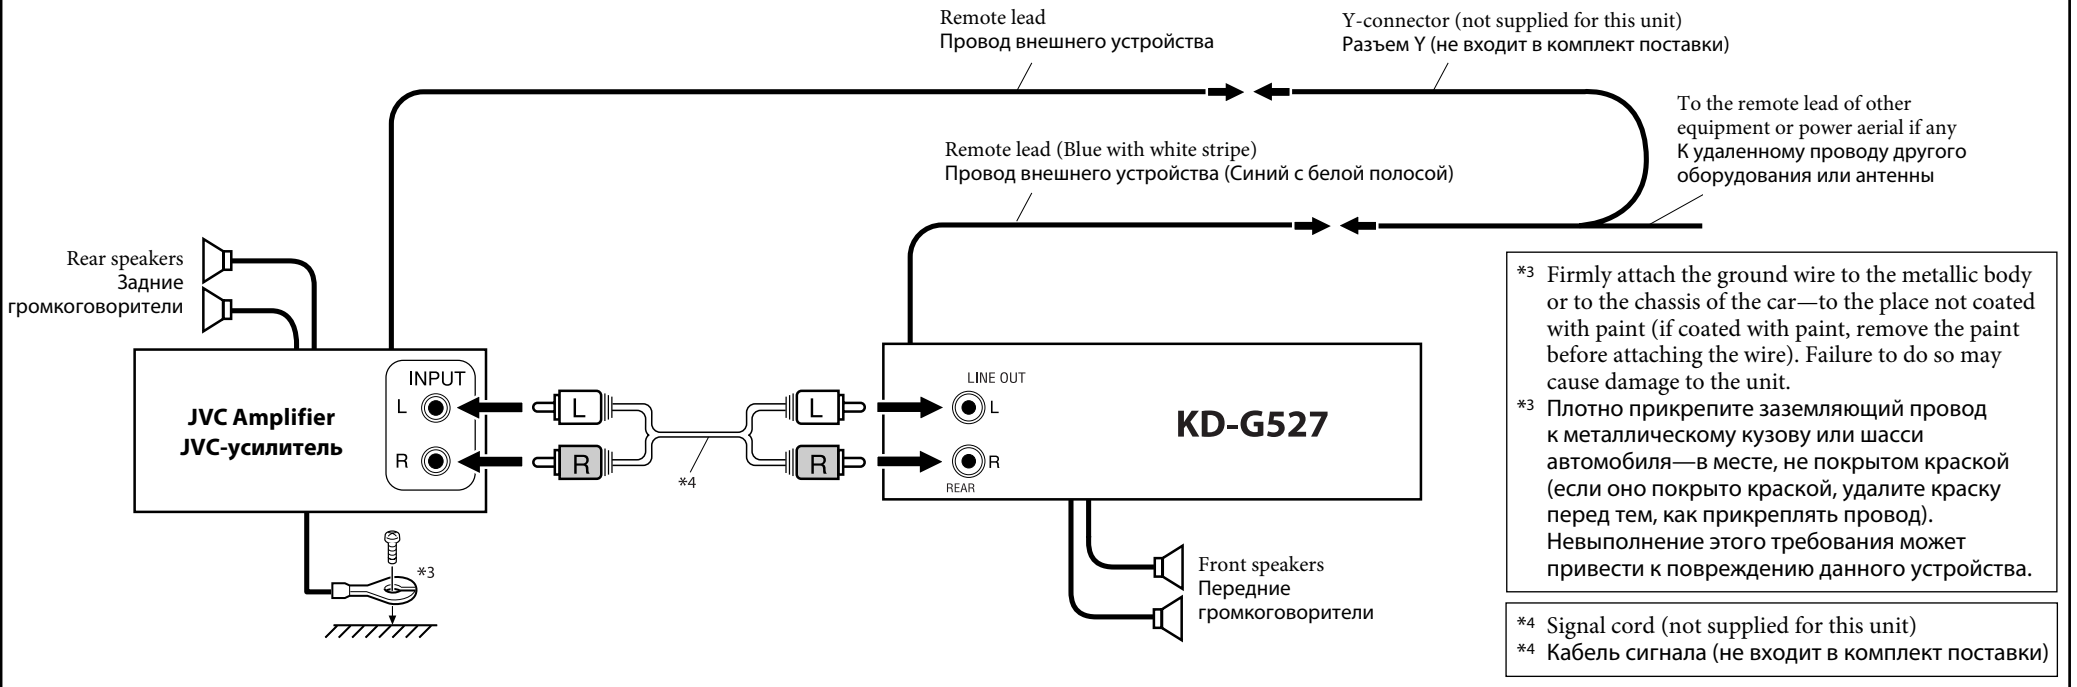 Remote lead
Провод внешнего устройства
Y-connector (not supplied for this unit)
Разъем Y (не входит в комплект поставки)
To the remote lead of other
equipment or power aerial if any
К удаленному проводу другого
оборудования или антенны
Remote lead (Blue with white stripe)
Провод внешнего устройства (Синий с белой полосой)
Rear speakers
Задние
громкоговорители
JVC Amplifier
JVC-усилитель
INPUT
L
R
L
R
*4
L
R
LINE OUT
L
R
REAR
KD-G527
*3
Front speakers
Передние
громкоговорители
*3 Firmly attach the ground wire to the metallic body
or to the chassis of the car—to the place not coated
with paint (if coated with paint, remove the paint
before attaching the wire). Failure to do so may
cause damage to the unit.
*3 Плотно прикрепите заземляющий провод
к металлическому кузову или шасси
автомобиля—в месте, не покрытом краской
(если оно покрыто краской, удалите краску
перед тем, как прикреплять провод).
Невыполнение этого требования может
привести к повреждению данного устройства.
*4 Signal cord (not supplied for this unit)
*4 Кабель сигнала (не входит в комплект поставки)